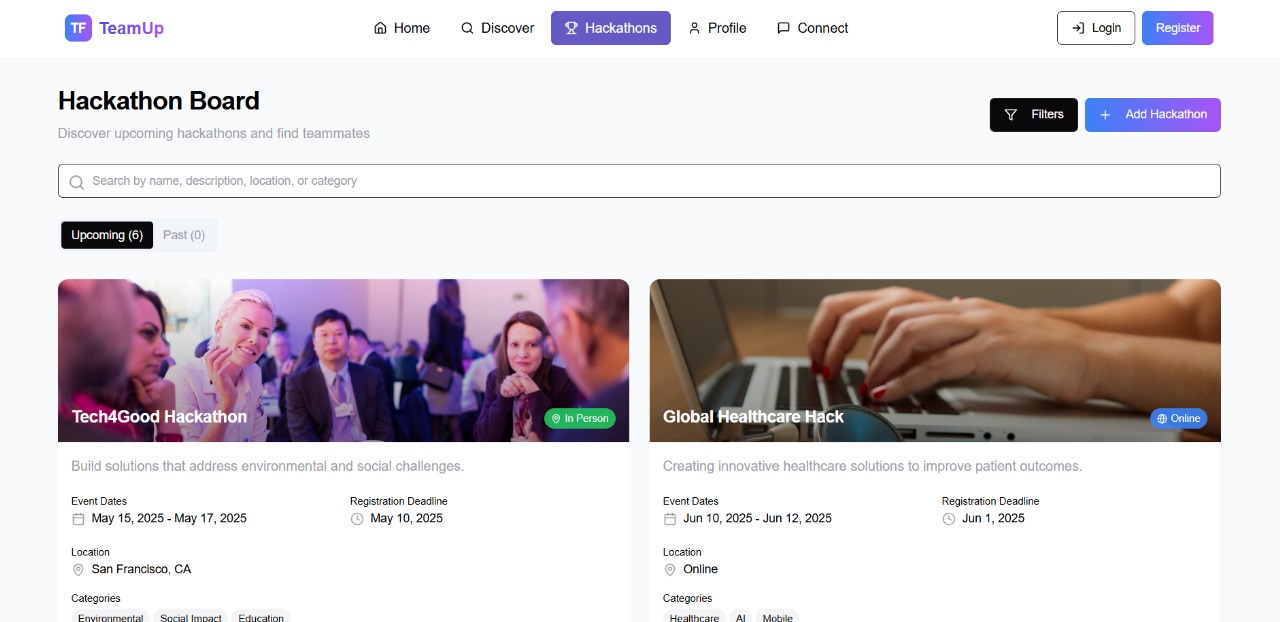 TF TeamUp Home Discover Hackathons Profile Connect Login Register
Hackathon Board
Discover upcoming hackathons and find teammates
Filters + Add Hackathon
Search by name, description, location, or category
Upcoming (6) Past (0)
Tech4Good Hackathon In Person
Build solutions that address environmental and social challenges.
Event Dates Registration Deadline
May 15, 2025 - May 17, 2025 May 10, 2025
Location
San Francisco, CA
Categories
Environmental Social Impact Education
Global Healthcare Hack Online
Creating innovative healthcare solutions to improve patient outcomes.
Event Dates Registration Deadline
Jun 10, 2025 - Jun 12, 2025 Jun 1, 2025
Location
Online
Categories
Healthcare AI Mobile